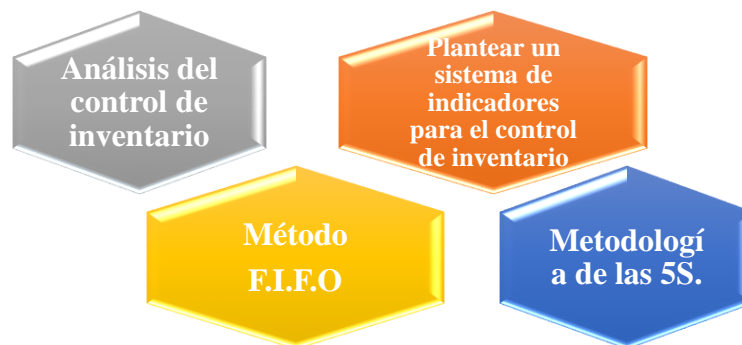 Análisis del
control de
inventario
Plantear un
sistema de
indicadores
para el control
de inventario
Método
F.I.F.O
Metodologí
a de las 5S.